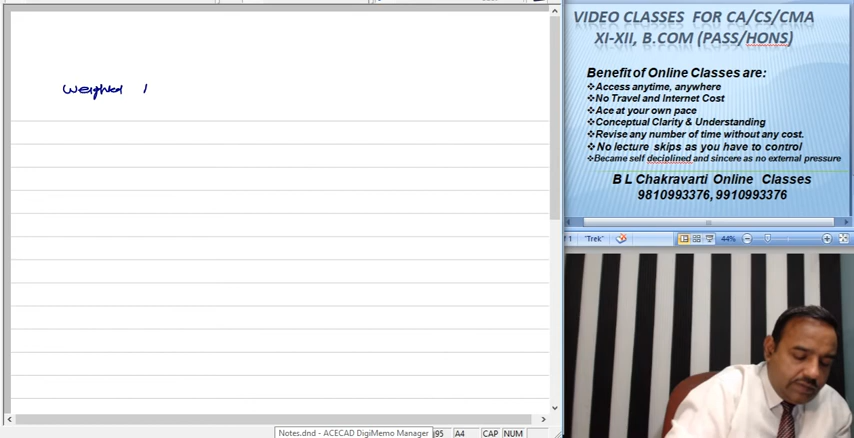 Weighted
VIDEO CLASSES FOR CA/CS/CMA
XI-XII, B.COM (PASS/HONS)
Benefit of Online Classes are:
❖Access anytime, anywhere
❖No Travel and Internet Cost
❖Ace at your own pace
❖Conceptual Clarity & Understanding
❖Revise any number of time without any cost.
❖No lecture skips as you have to control
❖Became self deciplined and sincere as no external pressure
B L Chakravarti Online Classes
9810993376, 9910993376
of 1 "Trek" 44%
Notes.dnd - ACECAD DigiMemo Manager 95 A4 CAP NUM